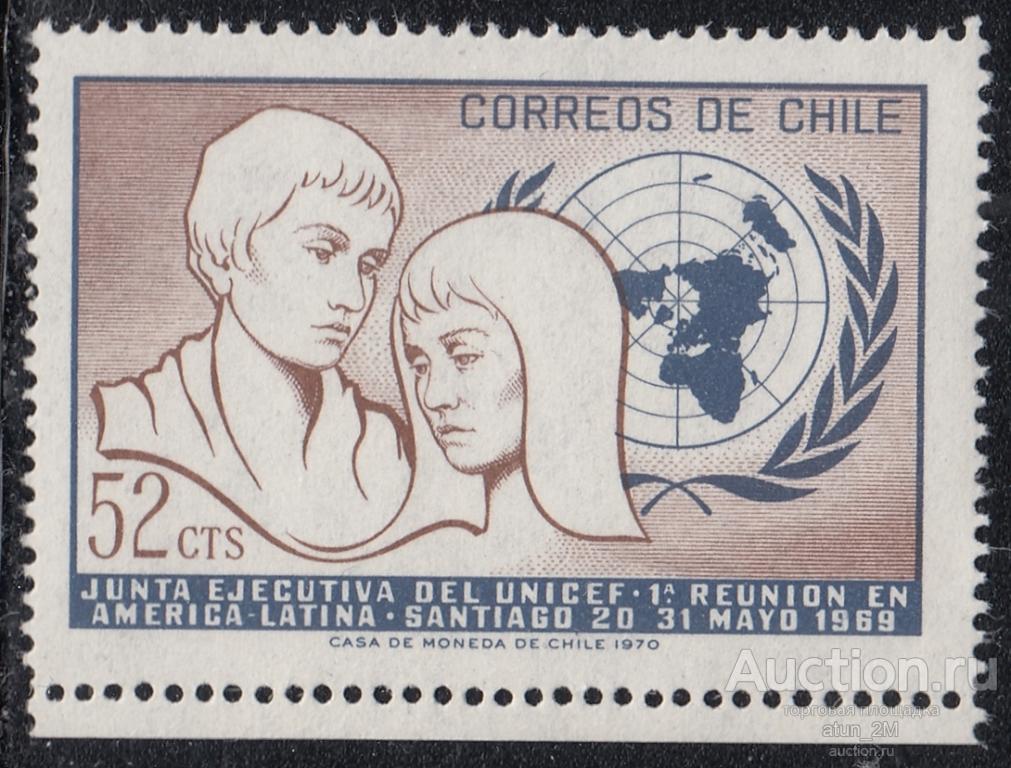 CORREOS DE CHILE
52 CTS
JUNTA EJECUTIVA DEL UNICEF · 1ª REUNION EN
AMERICA-LATINA · SANTIAGO 20 31 MAYO 1969
CASA DE MONEDA DE CHILE 1970
Auction.ru
торговая площадка
atun_2M
auction.ru